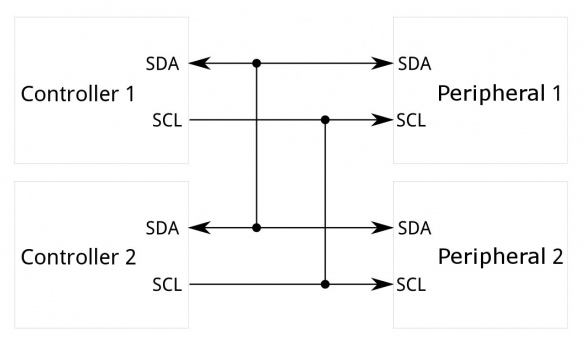 SDA
SDA
Controller 1
Peripheral 1
SCL
SCL
SDA
SDA
Controller 2
Peripheral 2
SCL
SCL